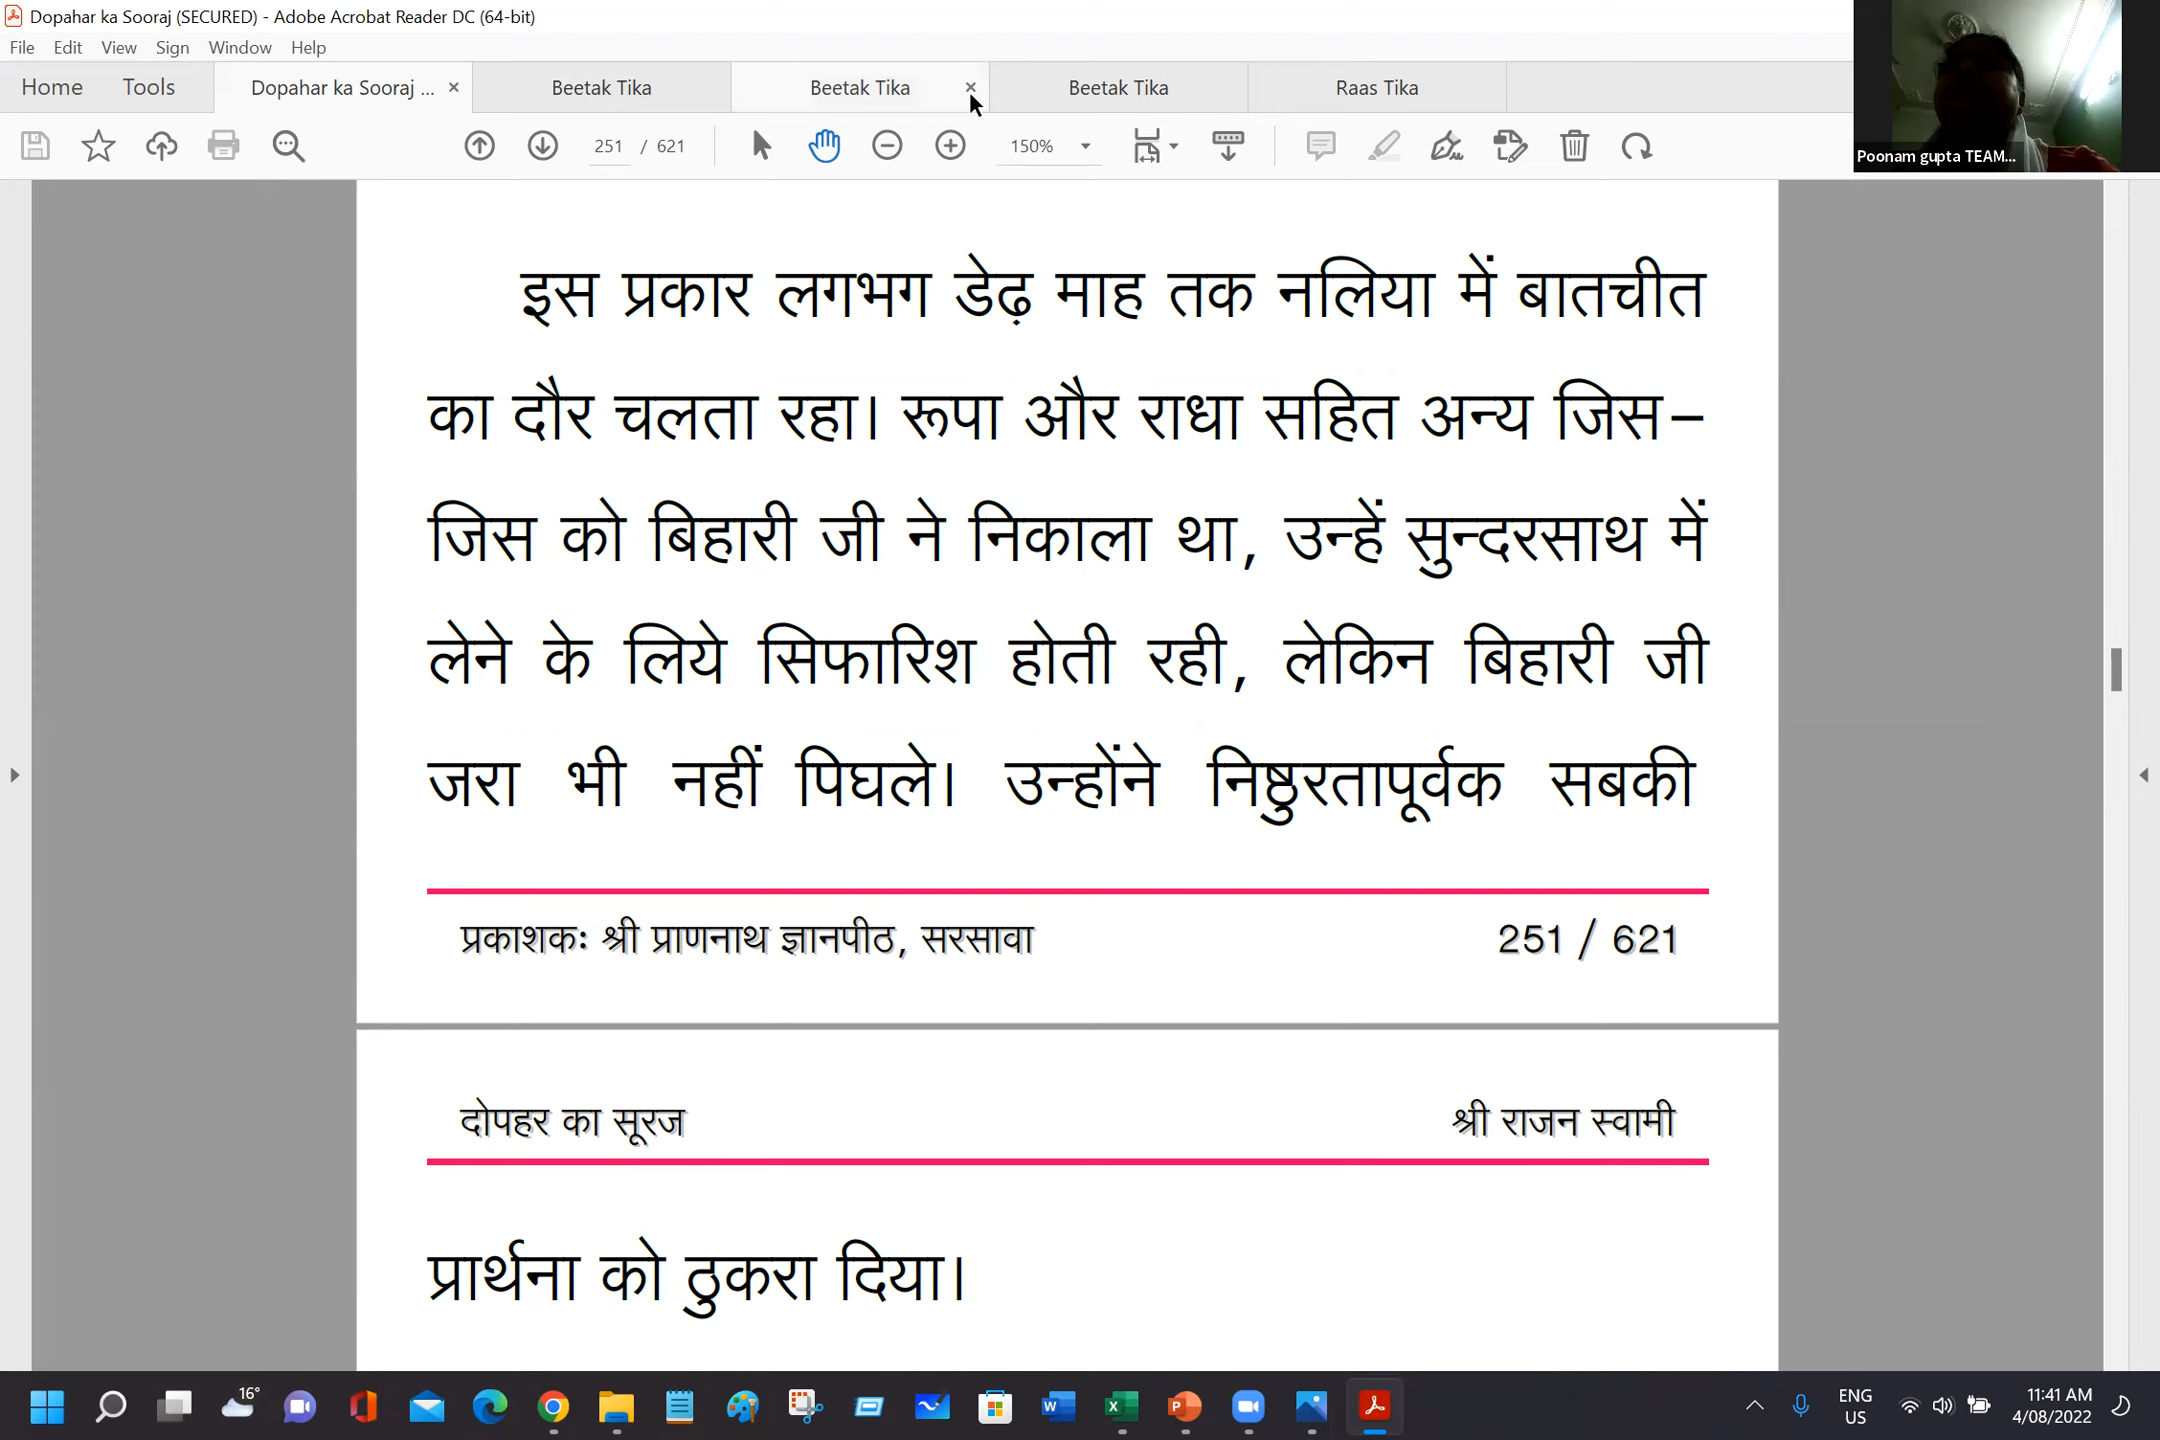 Dopahar ka Sooraj (SECURED) - Adobe Acrobat Reader DC (64-bit)
File Edit View Sign Window Help
Home Tools Dopahar ka Sooraj ... Beetak Tika Beetak Tika Beetak Tika Raas Tika
251 / 621 150%
Poonam gupta TEAM...
इस प्रकार लगभग डेढ़ माह तक नलिया में बातचीत
का दौर चलता रहा। रूपा और राधा सहित अन्य जिस–
जिस को बिहारी जी ने निकाला था, उन्हें सुन्दरसाथ में
लेने के लिये सिफारिश होती रही, लेकिन बिहारी जी
जरा भी नहीं पिघले। उन्होंने निष्ठुरतापूर्वक सबकी
प्रकाशकः श्री प्राणनाथ ज्ञानपीठ, सरसावा 251 / 621
दोपहर का सूरज श्री राजन स्वामी
प्रार्थना को ठुकरा दिया।
16°
ENG
US
11:41 AM
4/08/2022